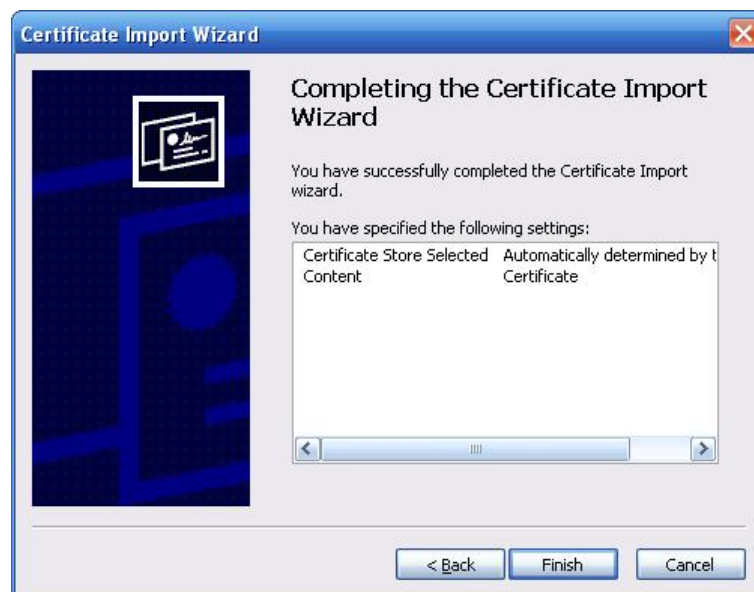 Certificate Import Wizard
Completing the Certificate Import
Wizard
You have successfully completed the Certificate Import
wizard.
You have specified the following settings:
Certificate Store Selected Automatically determined by t
Content Certificate
< Back Finish Cancel